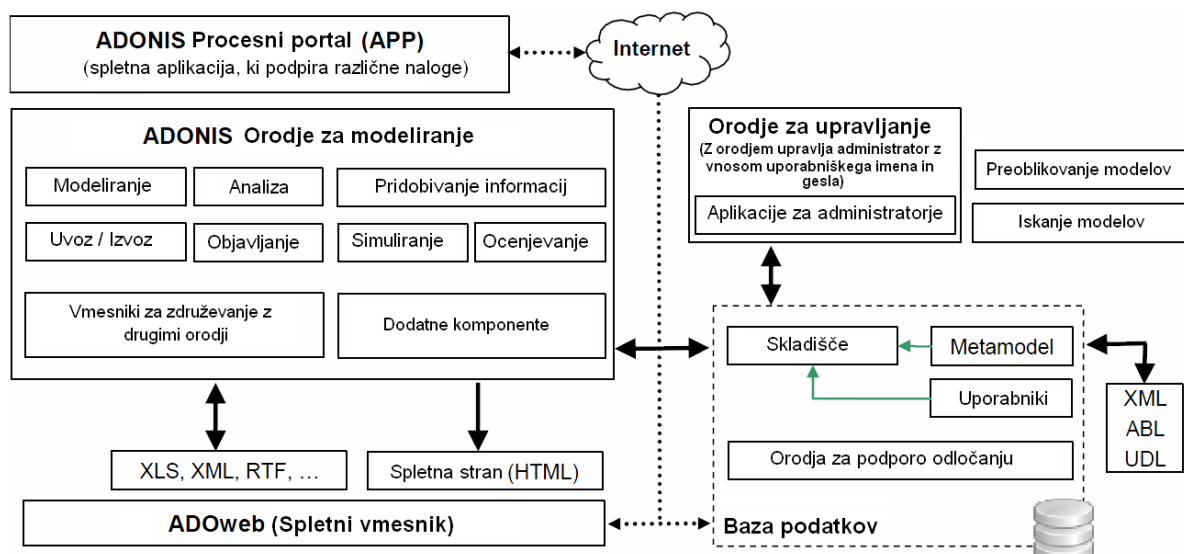 ADONIS Procesni portal (APP)
(spletna aplikacija, ki podpira različne naloge)
Internet
ADONIS Orodje za modeliranje
Modeliranje
Analiza
Pridobivanje informacij
Uvoz / Izvoz
Objavljanje
Simuliranje
Ocenjevanje
Vmesniki za združevanje z
drugimi orodji
Dodatne komponente
Orodje za upravljanje
(Z orodjem upravlja administrator z
vnosom uporabniškega imena in
gesla)
Aplikacije za administratorje
Preoblikovanje modelov
Iskanje modelov
Skladišče
Metamodel
Uporabniki
Orodja za podporo odločanju
Baza podatkov
XML
ABL
UDL
XLS, XML, RTF, …
Spletna stran (HTML)
ADOweb (Spletni vmesnik)